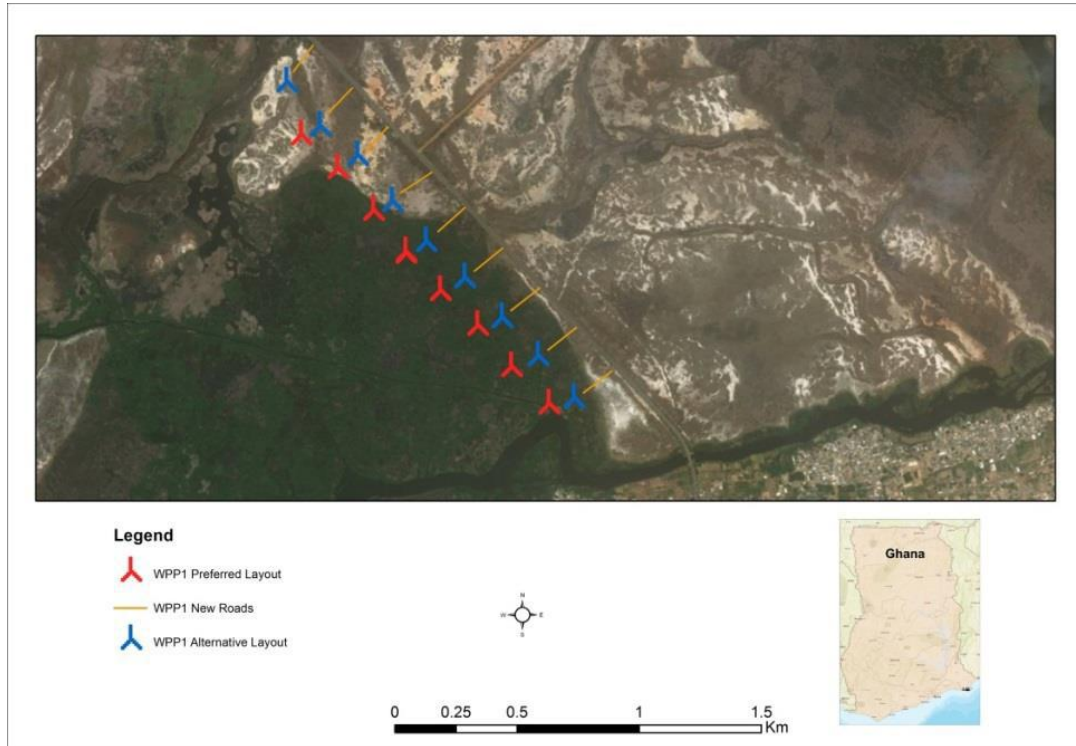 Legend
WPP1 Preferred Layout
WPP1 New Roads
WPP1 Alternative Layout
N
W E
S
0 0.25 0.5 1 1.5
Km
Ghana